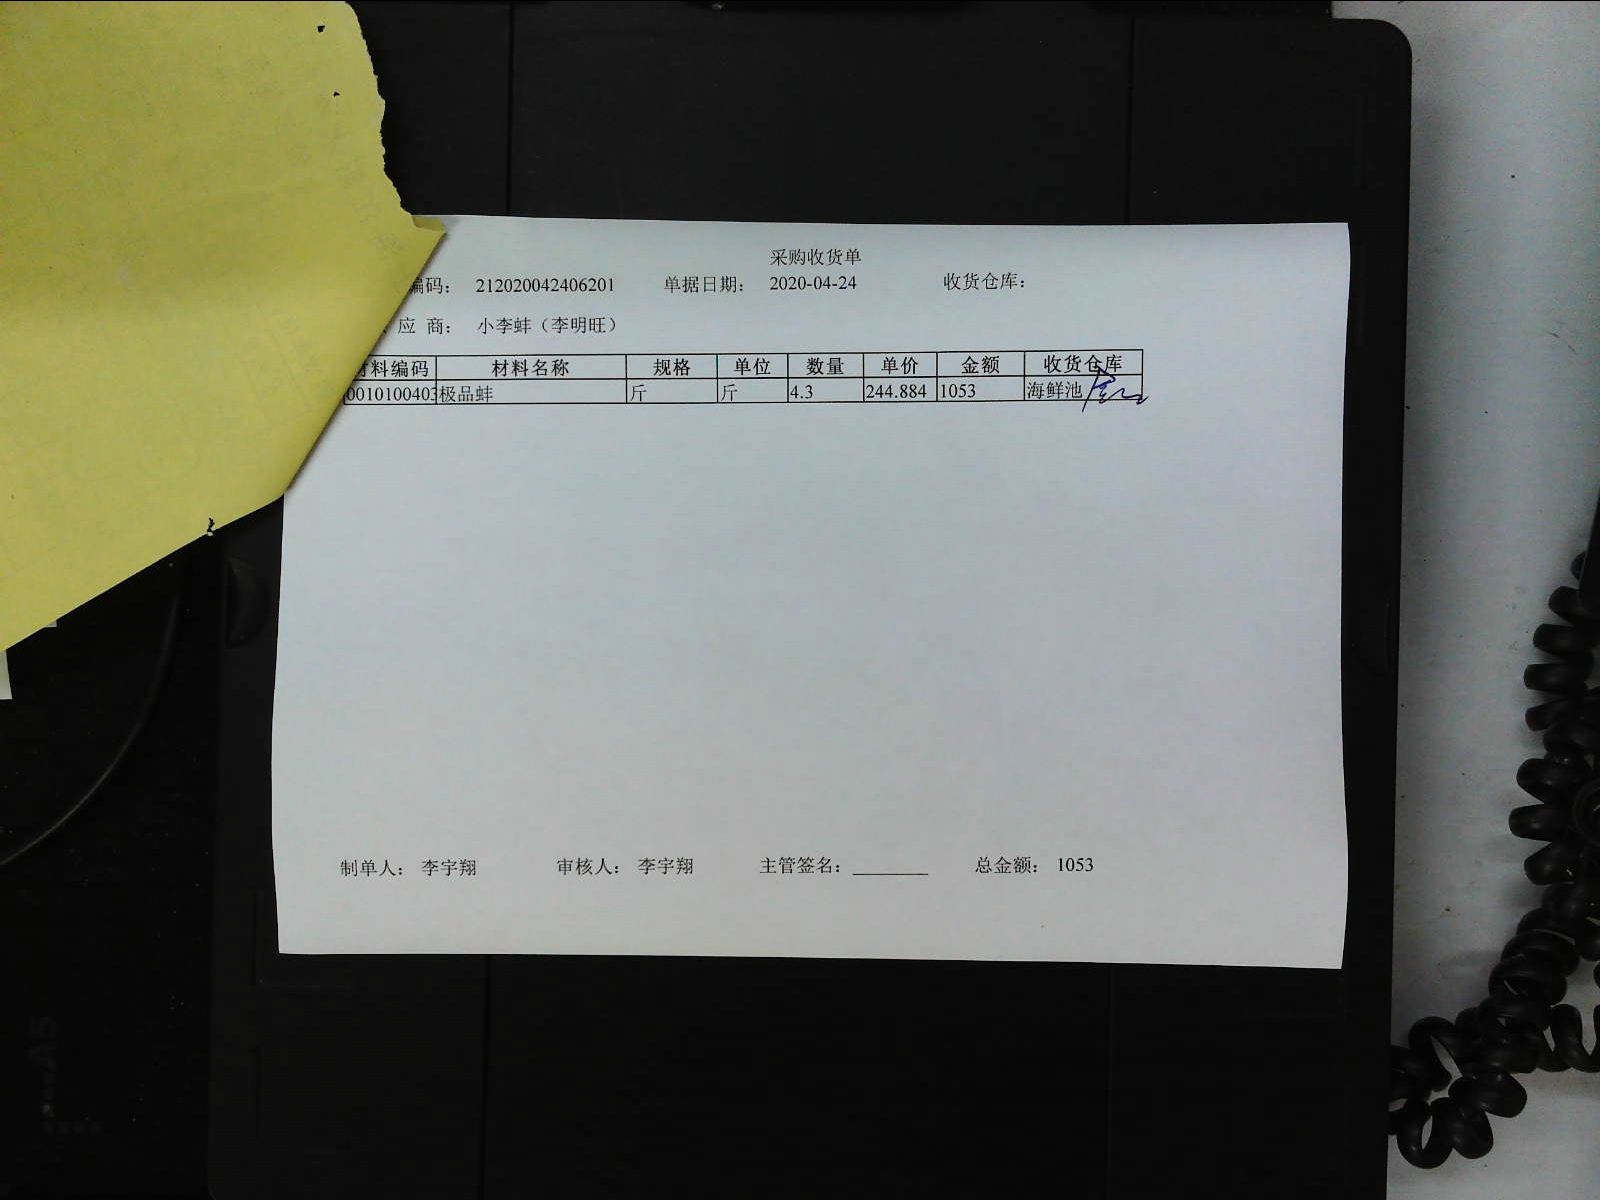 采购收货单
编码： 212020042406201 单据日期： 2020-04-24 收货仓库：
应 商： 小李蚌（李明旺）
料编码 材料名称 规格 单位 数量 单价 金额 收货仓库
0010100403 极品蚌 斤 斤 4.3 244.884 1053 海鲜池
制单人： 李宇翔 审核人： 李宇翔 主管签名： 总金额： 1053